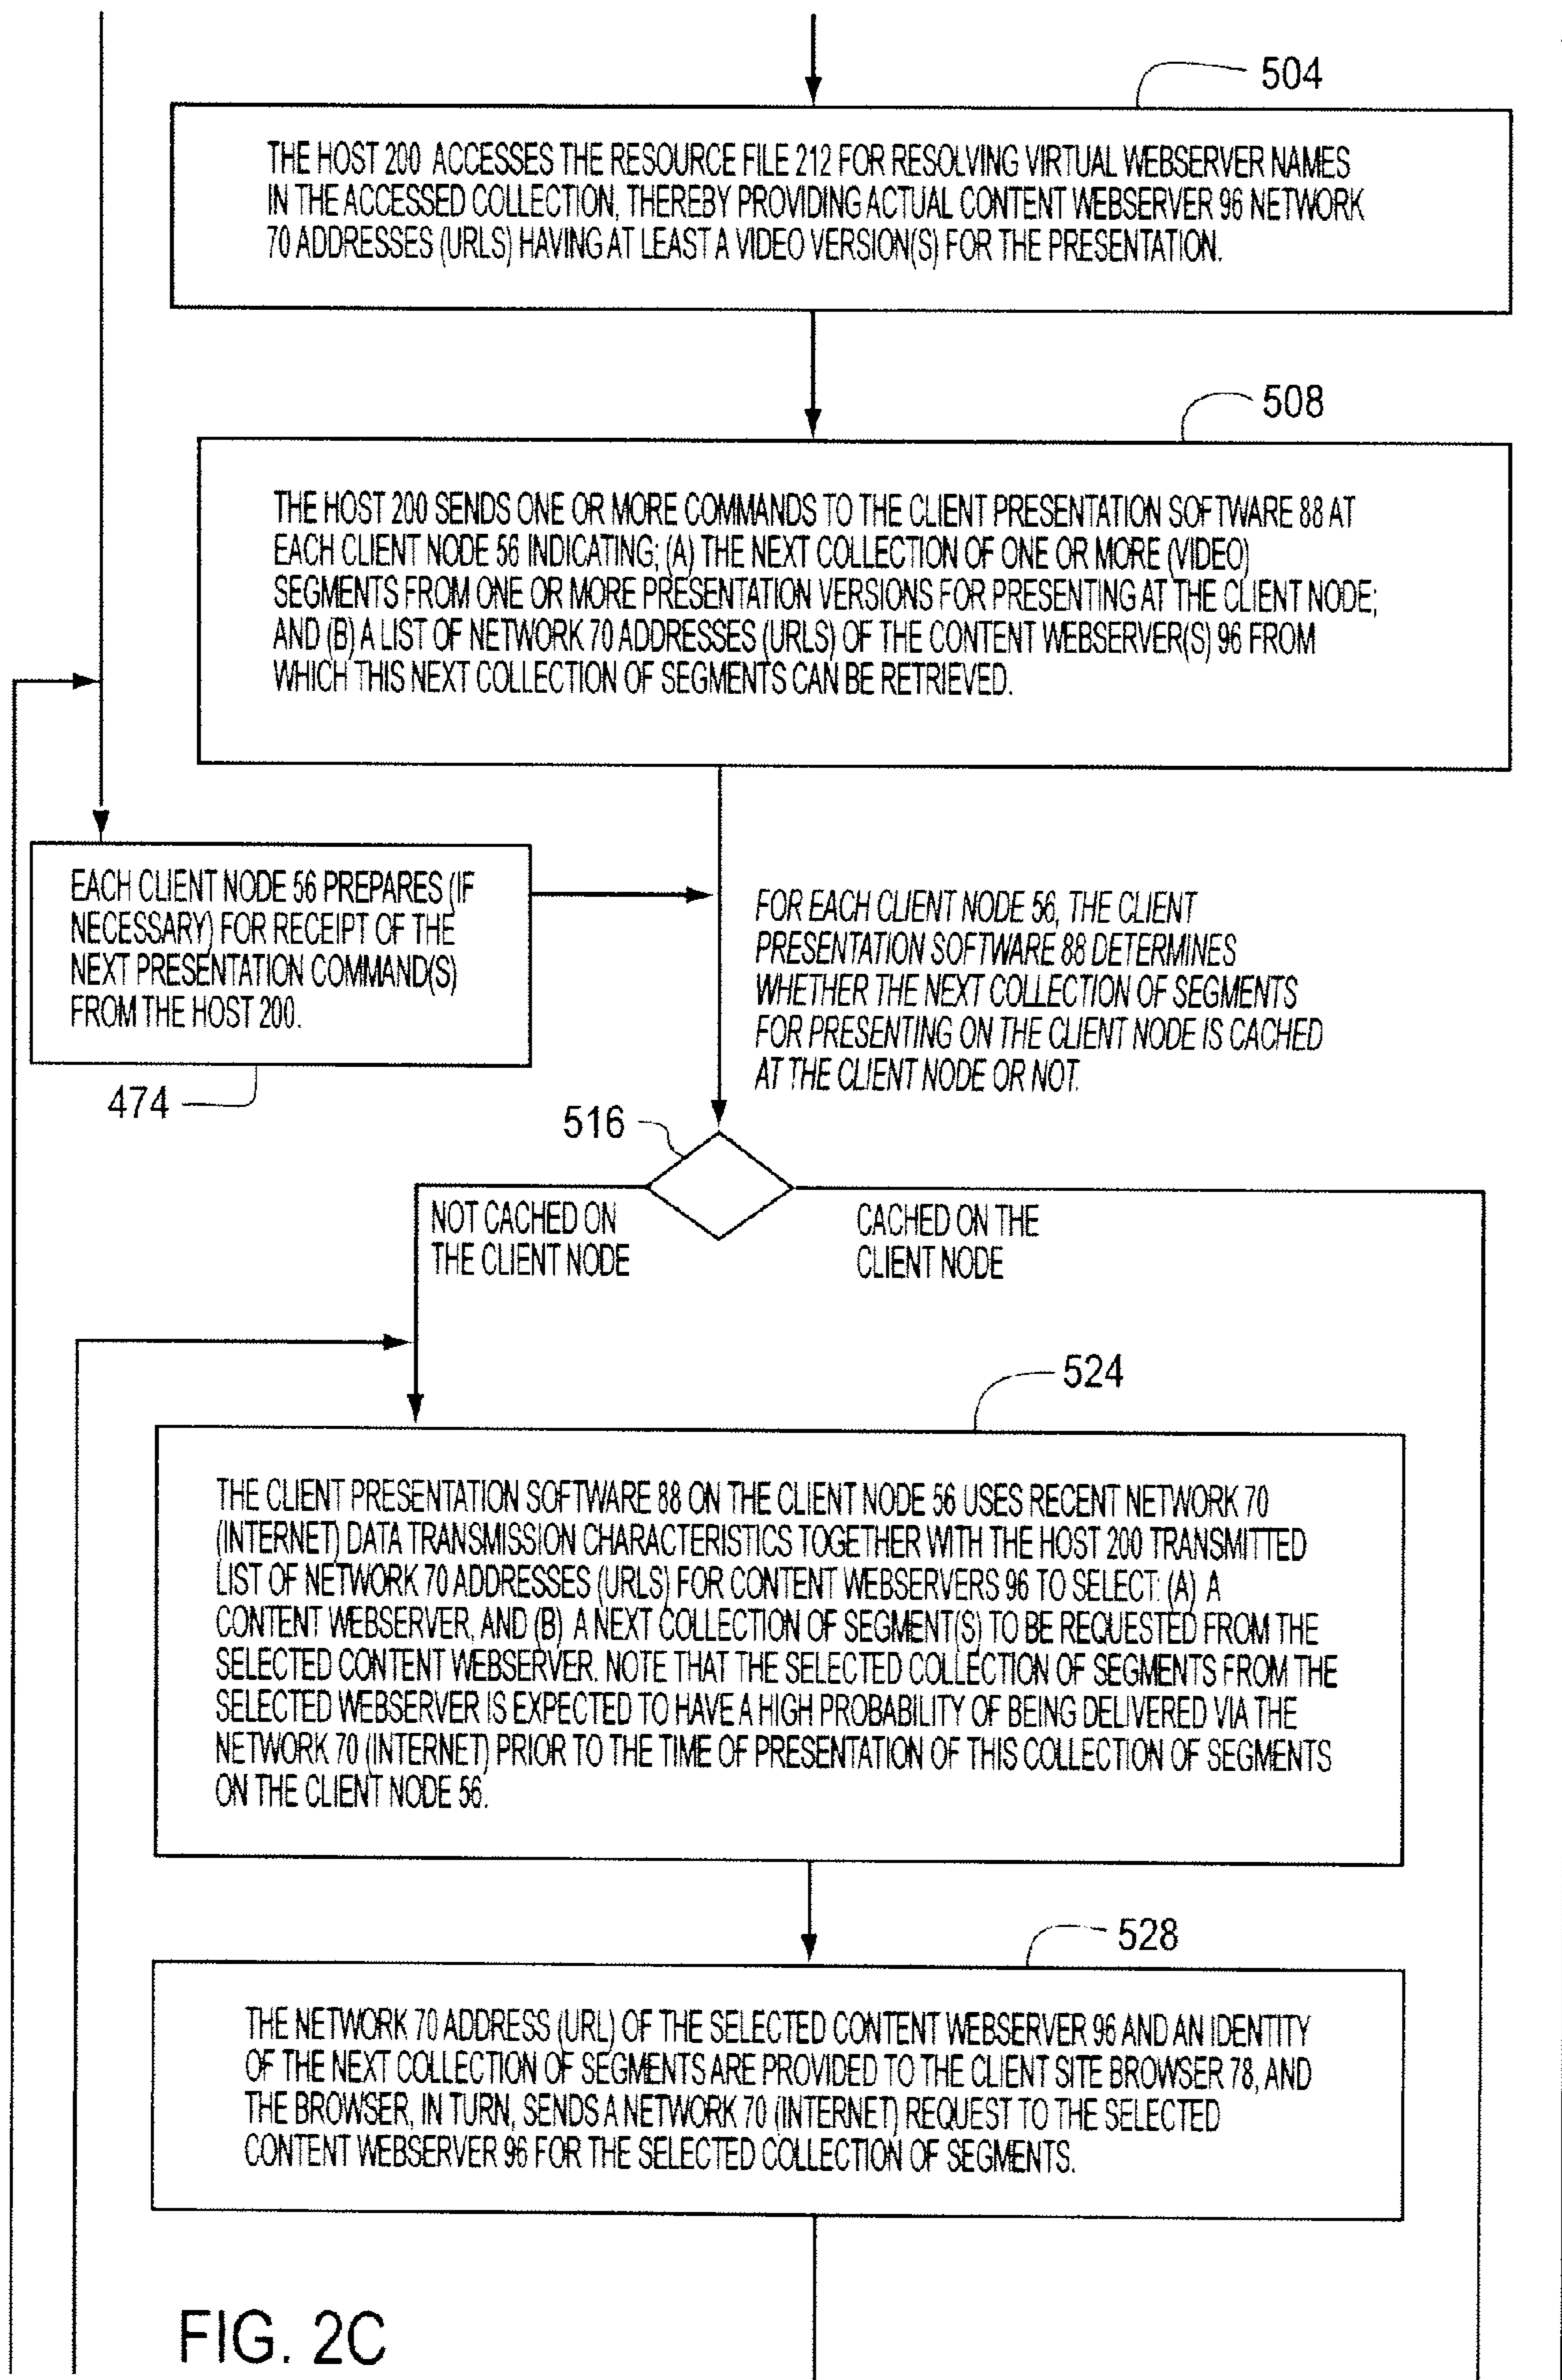 504
THE HOST 200 ACCESSES THE RESOURCE FILE 212 FOR RESOLVING VIRTUAL WEBSERVER NAMES
IN THE ACCESSED COLLECTION, THEREBY PROVIDING ACTUAL CONTENT WEBSERVER 96 NETWORK
70 ADDRESSES (URLS) HAVING AT LEAST A VIDEO VERSION(S) FOR THE PRESENTATION.
508
THE HOST 200 SENDS ONE OR MORE COMMANDS TO THE CLIENT PRESENTATION SOFTWARE 88 AT
EACH CLIENT NODE 56 INDICATING; (A) THE NEXT COLLECTION OF ONE OR MORE (VIDEO)
SEGMENTS FROM ONE OR MORE PRESENTATION VERSIONS FOR PRESENTING AT THE CLIENT NODE;
AND (B) A LIST OF NETWORK 70 ADDRESSES (URLS) OF THE CONTENT WEBSERVER(S) 96 FROM
WHICH THIS NEXT COLLECTION OF SEGMENTS CAN BE RETRIEVED.
EACH CLIENT NODE 56 PREPARES (IF
NECESSARY) FOR RECEIPT OF THE
NEXT PRESENTATION COMMAND(S)
FROM THE HOST 200.
474
FOR EACH CLIENT NODE 56, THE CLIENT
PRESENTATION SOFTWARE 88 DETERMINES
WHETHER THE NEXT COLLECTION OF SEGMENTS
FOR PRESENTING ON THE CLIENT NODE IS CACHED
AT THE CLIENT NODE OR NOT.
516
NOT CACHED ON
THE CLIENT NODE
CACHED ON THE
CLIENT NODE
524
THE CLIENT PRESENTATION SOFTWARE 88 ON THE CLIENT NODE 56 USES RECENT NETWORK 70
(INTERNET) DATA TRANSMISSION CHARACTERISTICS TOGETHER WITH THE HOST 200 TRANSMITTED
LIST OF NETWORK 70 ADDRESSES (URLS) FOR CONTENT WEBSERVERS 96 TO SELECT: (A) A
CONTENT WEBSERVER, AND (B) A NEXT COLLECTION OF SEGMENT(S) TO BE REQUESTED FROM THE
SELECTED CONTENT WEBSERVER. NOTE THAT THE SELECTED COLLECTION OF SEGMENTS FROM THE
SELECTED WEBSERVER IS EXPECTED TO HAVE A HIGH PROBABILITY OF BEING DELIVERED VIA THE
NETWORK 70 (INTERNET) PRIOR TO THE TIME OF PRESENTATION OF THIS COLLECTION OF SEGMENTS
ON THE CLIENT NODE 56.
528
THE NETWORK 70 ADDRESS (URL) OF THE SELECTED CONTENT WEBSERVER 96 AND AN IDENTITY
OF THE NEXT COLLECTION OF SEGMENTS ARE PROVIDED TO THE CLIENT SITE BROWSER 78, AND
THE BROWSER, IN TURN, SENDS A NETWORK 70 (INTERNET) REQUEST TO THE SELECTED
CONTENT WEBSERVER 96 FOR THE SELECTED COLLECTION OF SEGMENTS.
FIG. 2C